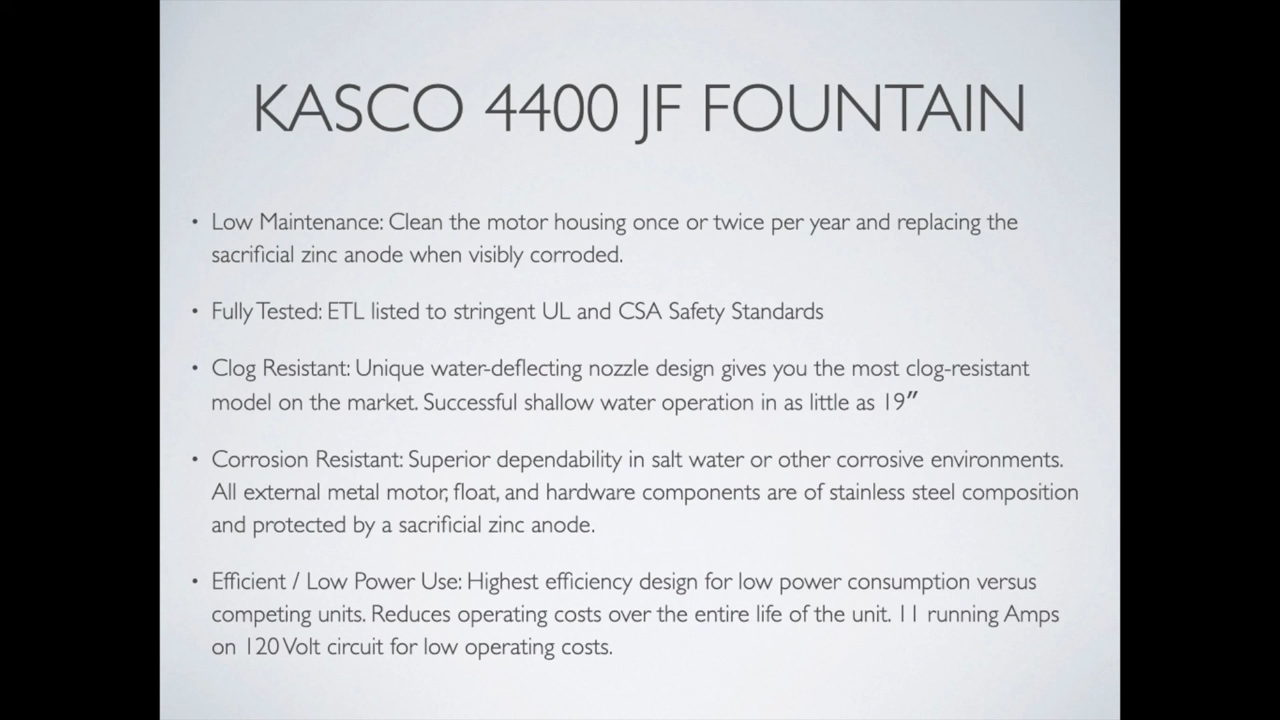 KASCO 4400 JF FOUNTAIN
• Low Maintenance: Clean the motor housing once or twice per year and replacing the
sacrificial zinc anode when visibly corroded.
• Fully Tested: ETL listed to stringent UL and CSA Safety Standards
• Clog Resistant: Unique water-deflecting nozzle design gives you the most clog-resistant
model on the market. Successful shallow water operation in as little as 19″
• Corrosion Resistant: Superior dependability in salt water or other corrosive environments.
All external metal motor, float, and hardware components are of stainless steel composition
and protected by a sacrificial zinc anode.
• Efficient / Low Power Use: Highest efficiency design for low power consumption versus
competing units. Reduces operating costs over the entire life of the unit. 11 running Amps
on 120 Volt circuit for low operating costs.